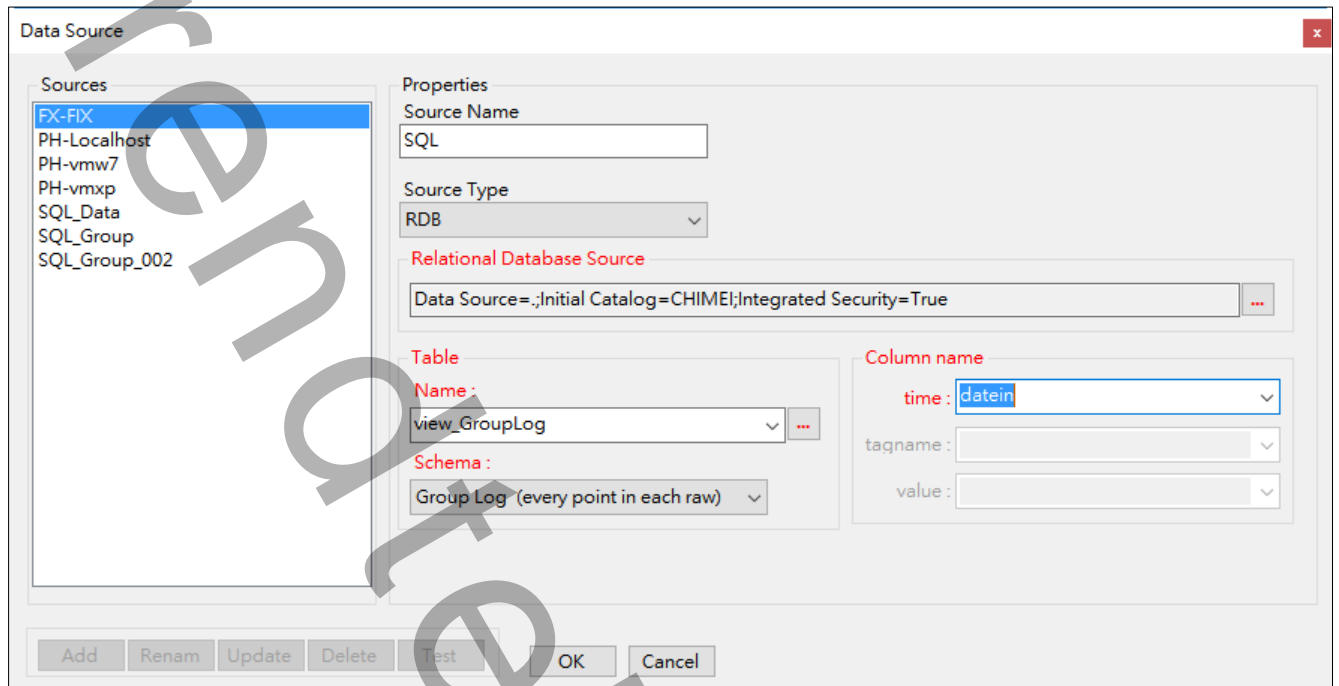 Data Source
x
Sources
FX-FIX
PH-Localhost
PH-vmw7
PH-vmxp
SQL_Data
SQL_Group
SQL_Group_002
Properties
Source Name
SQL
Source Type
RDB
Relational Database Source
Data Source=.;Initial Catalog=CHIMEI;Integrated Security=True
...
Table
Name :
view_GroupLog
...
Schema :
Group Log (every point in each raw)
Column name
time : datein
tagname :
value :
Add Renam Update Delete Test OK Cancel